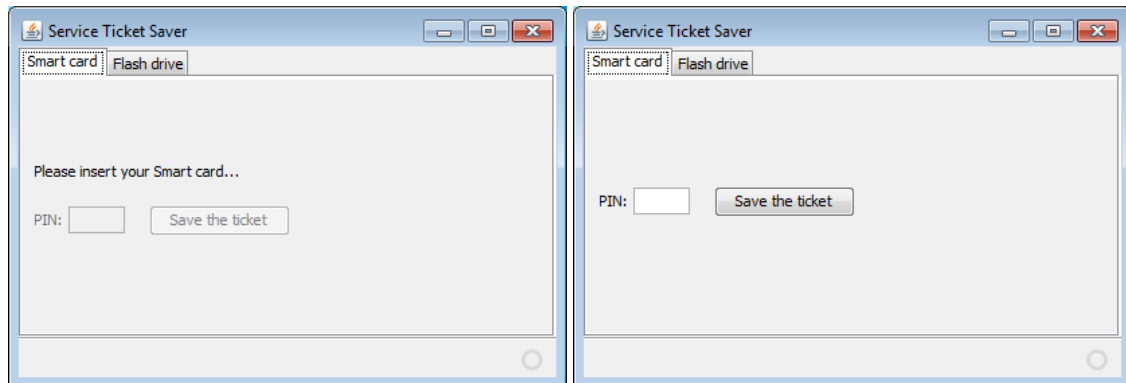 Service Ticket Saver
Smart card Flash drive
Please insert your Smart card...
PIN: Save the ticket
Service Ticket Saver
Smart card Flash drive
PIN: Save the ticket